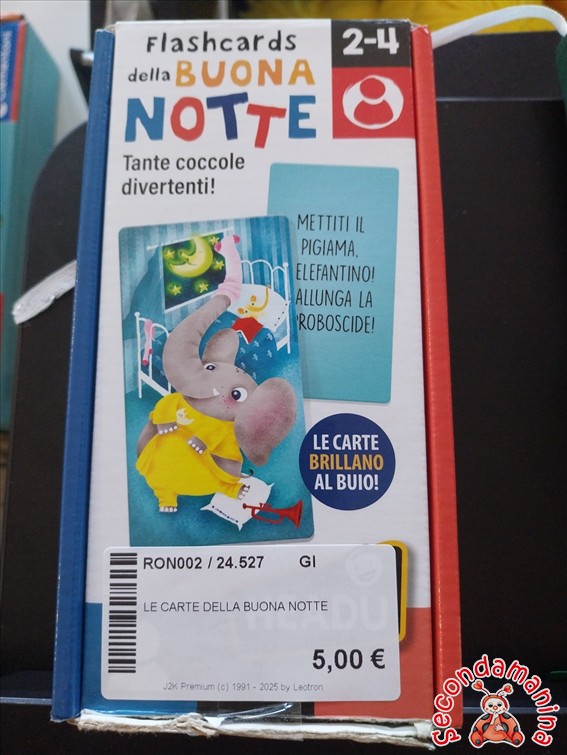 Flashcards
della BUONA
NOTTE
2-4
Tante coccole
divertenti!
METTITI IL
PIGIAMA,
ELEFANTINO!
ALLUNGA LA
PROBOSCIDE!
LE CARTE
BRILLANO
AL BUIO!
RON002 / 24.527 GI
LE CARTE DELLA BUONA NOTTE
5,00 €
J2K Premium (c) 1991 - 2025 by Leotron
HEADU
secondamanina